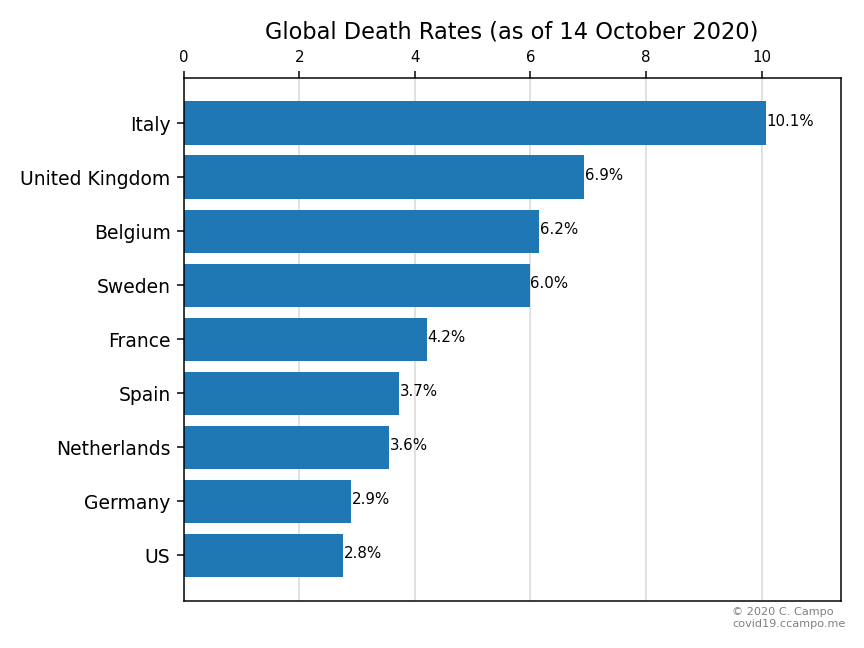 Global Death Rates (as of 14 October 2020)
0 2 4 6 8 10
Italy 10.1%
United Kingdom 6.9%
Belgium 6.2%
Sweden 6.0%
France 4.2%
Spain 3.7%
Netherlands 3.6%
Germany 2.9%
US 2.8%
© 2020 C. Campo
covid19.ccampo.me